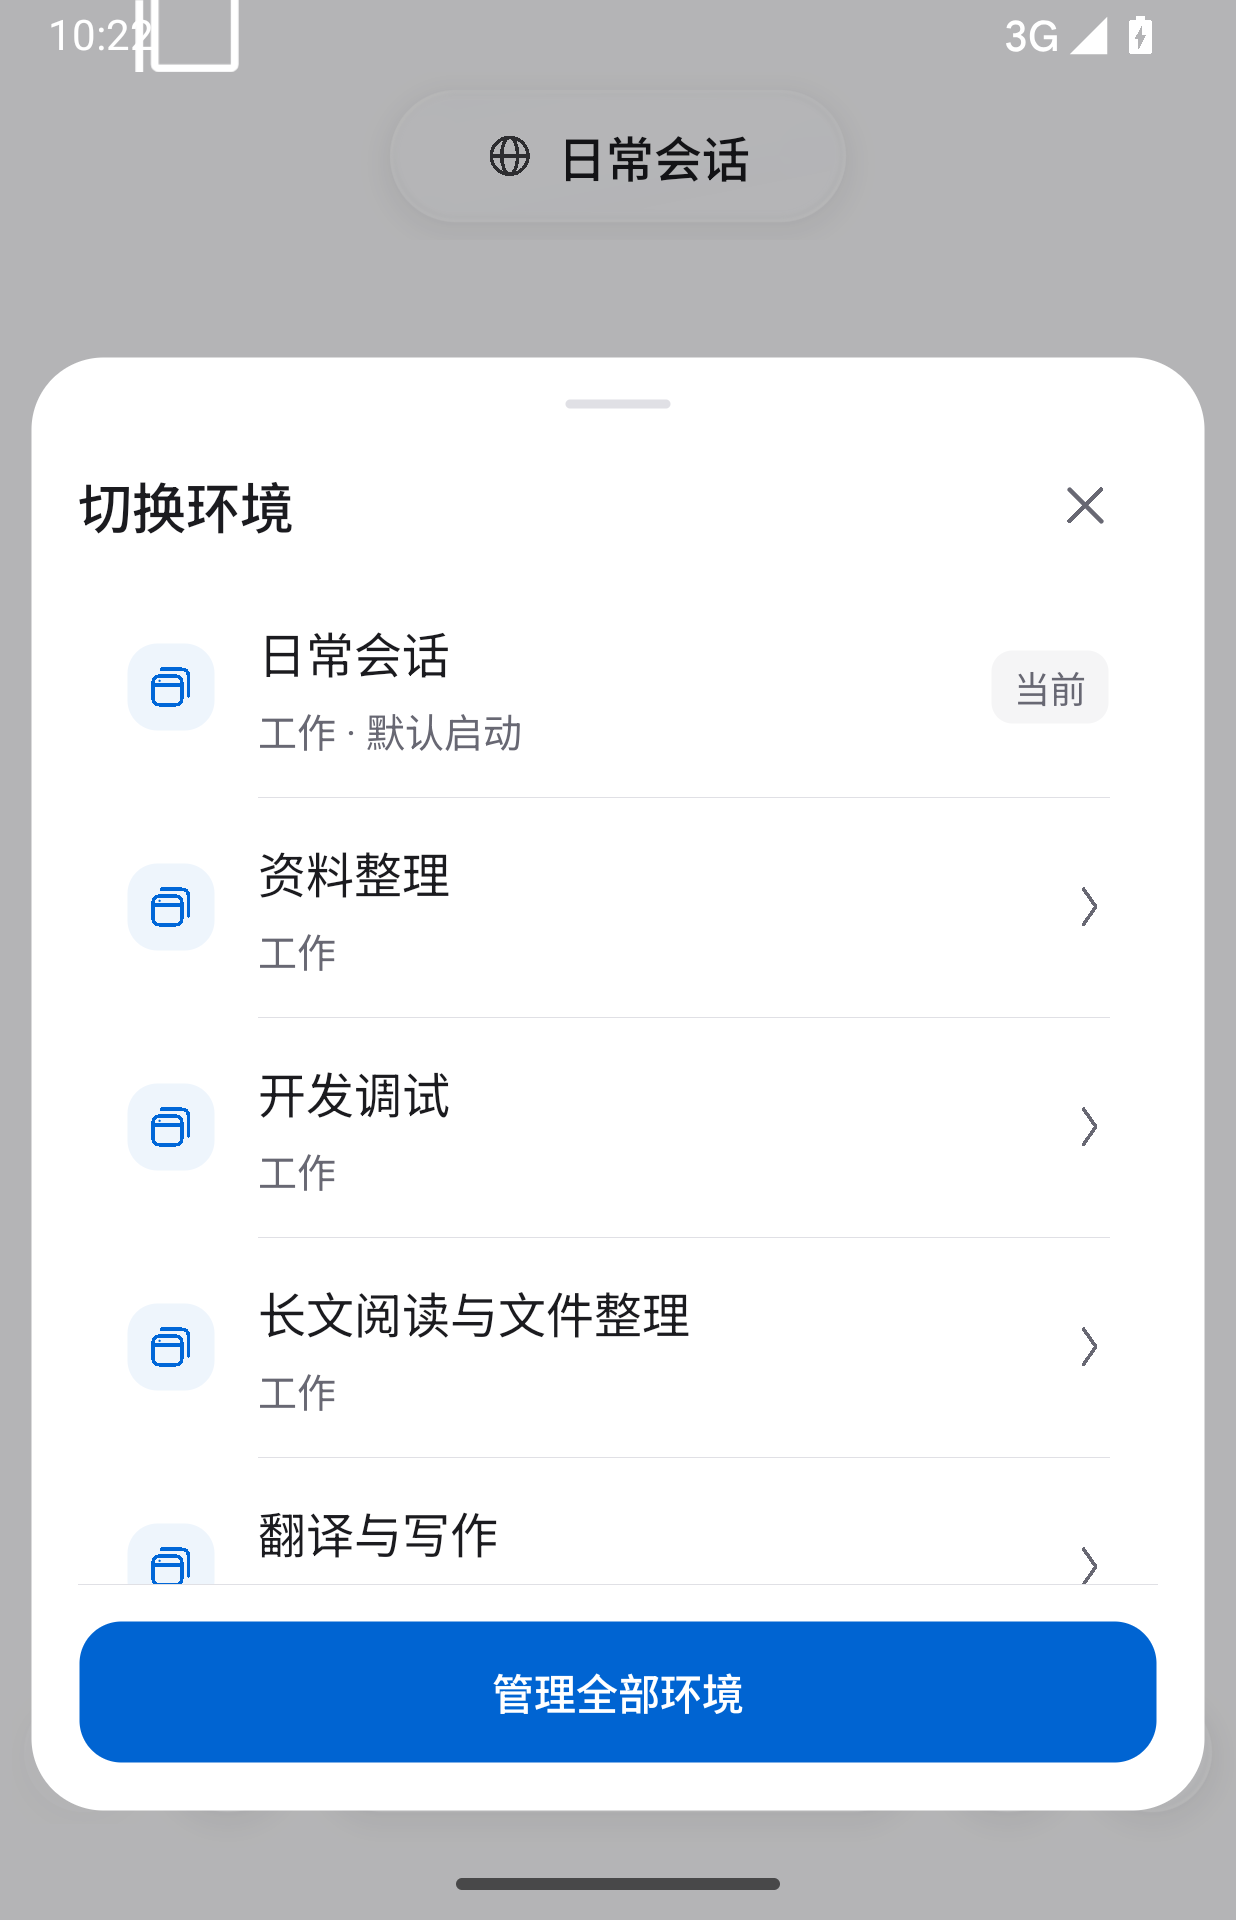 10:22
3G
日常会话
切换环境
日常会话
当前
工作 · 默认启动
资料整理
工作
开发调试
工作
长文阅读与文件整理
工作
翻译与写作
管理全部环境